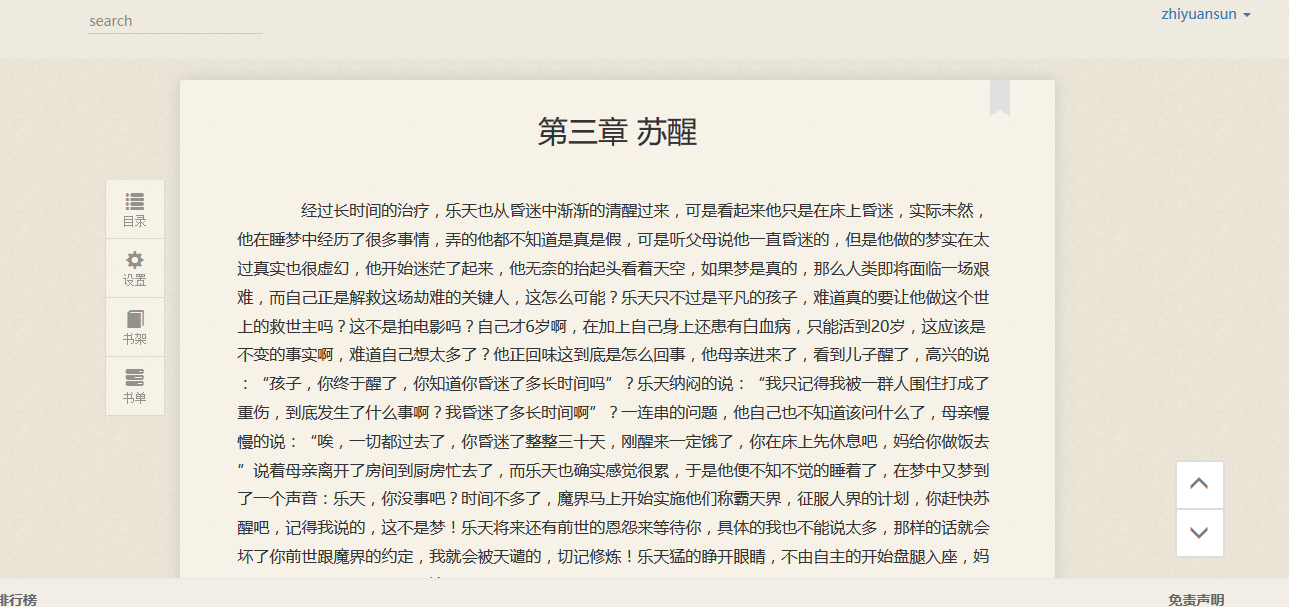 search
zhiyuansun
第三章 苏醒
目录
设置
书架
书单
经过长时间的治疗，乐天也从昏迷中渐渐的清醒过来，可是看起来他只是在床上昏迷，实际未然，
他在睡梦中经历了很多事情，弄的他都不知道是真是假，可是听父母说他一直昏迷的，但是他做的梦实在太
过真实也很虚幻，他开始迷茫了起来，他无奈的抬起头看着天空，如果梦是真的，那么人类即将面临一场艰
难，而自己正是解救这场劫难的关键人，这怎么可能？乐天只不过是平凡的孩子，难道真的要让他做这个世
上的救世主吗？这不是拍电影吗？自己才6岁啊，在加上自己身上还患有白血病，只能活到20岁，这应该是
不变的事实啊，难道自己想太多了？他正回味这到底是怎么回事，他母亲进来了，看到儿子醒了，高兴的说
：“孩子，你终于醒了，你知道你昏迷了多长时间吗”？乐天纳闷的说：“我只记得我被一群人围住打成了
重伤，到底发生了什么事啊？我昏迷了多长时间啊”？一连串的问题，他自己也不知道该问什么了，母亲慢
慢的说：“唉，一切都过去了，你昏迷了整整三十天，刚醒来一定饿了，你在床上先休息吧，妈给你做饭去
”说着母亲离开了房间到厨房忙去了，而乐天也确实感觉很累，于是他便不知不觉的睡着了，在梦中又梦到
了一个声音：乐天，你没事吧？时间不多了，魔界马上开始实施他们称霸天界，征服人界的计划，你赶快苏
醒吧，记得我说的，这不是梦！乐天将来还有前世的恩怨来等待你，具体的我也不能说太多，那样的话就会
坏了你前世跟魔界的约定，我就会被天谴的，切记修炼！乐天猛的睁开眼睛，不由自主的开始盘腿入座，妈
排行榜
免责声明